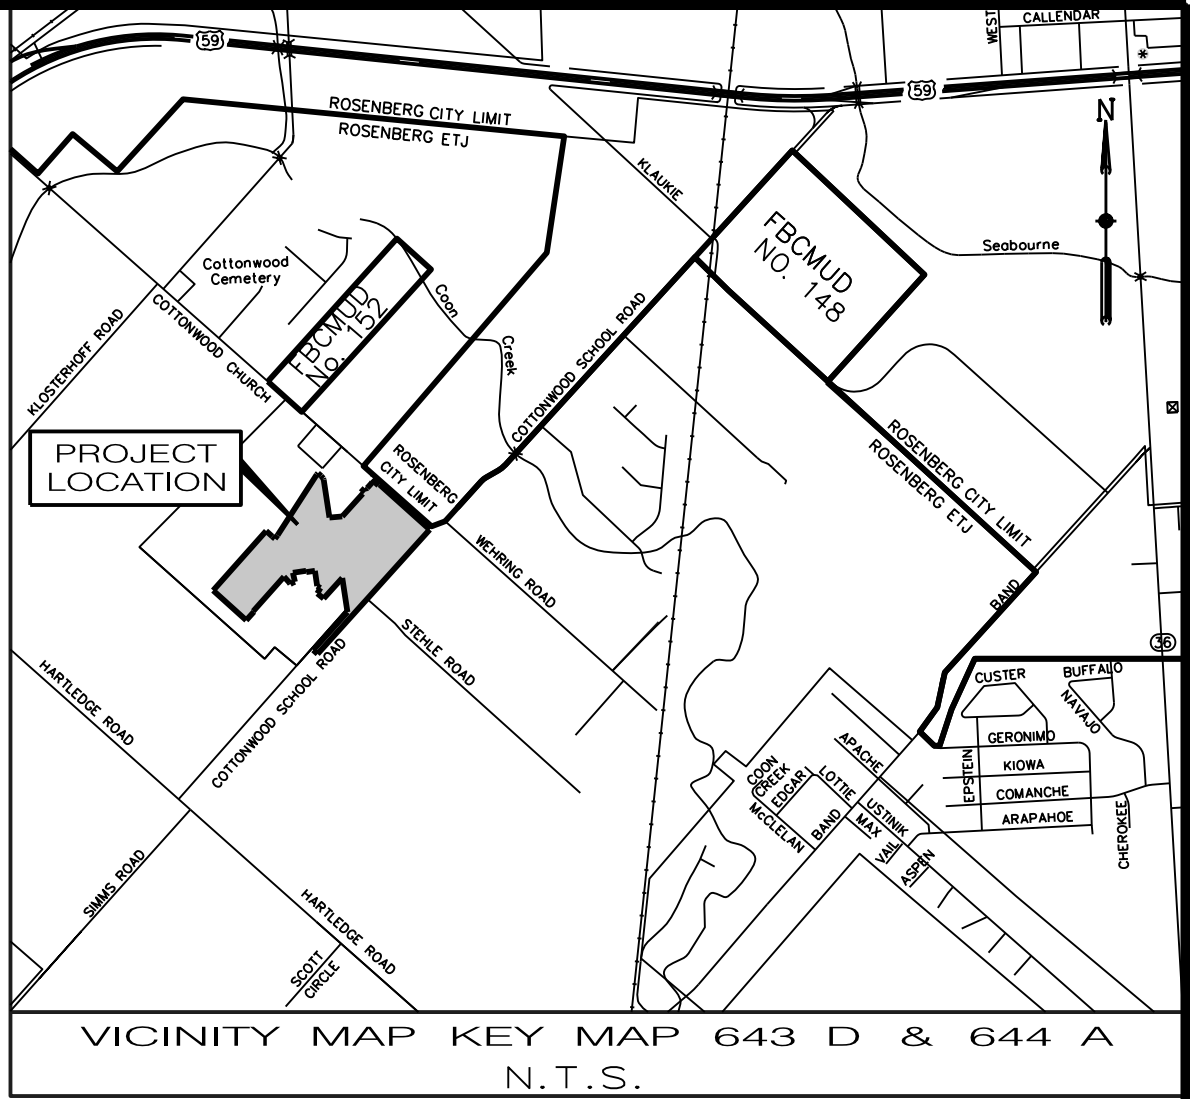 CALLENDAR
WEST
59
59
N
ROSENBERG CITY LIMIT
ROSENBERG ETJ
KLAUKIE
FBCMUD
NO. 148
Seabourne
Cottonwood
Cemetery
Coon
Creek
FBCMUD
No. 152
COTTONWOOD CHURCH
KLOSTERHOFF ROAD
COTTONWOOD SCHOOL ROAD
PROJECT
LOCATION
ROSENBERG
CITY LIMIT
ROSENBERG CITY LIMIT
ROSENBERG ETJ
WEHRING ROAD
BAND
STEHLE ROAD
36
HARTLEDGE ROAD
COTTONWOOD SCHOOL ROAD
CUSTER
BUFFALO
NAVAJO
GERONIMO
EPSTEIN
KIOWA
COMANCHE
ARAPAHOE
CHEROKEE
APACHE
COON
CREEK
EDGAR
LOTTIE
McCLELAN
BAND
USTINIK
MAX
VAIL
ASPEN
SIMMS ROAD
HARTLEDGE ROAD
SCOTT
CIRCLE
VICINITY MAP KEY MAP 643 D & 644 A
N.T.S.